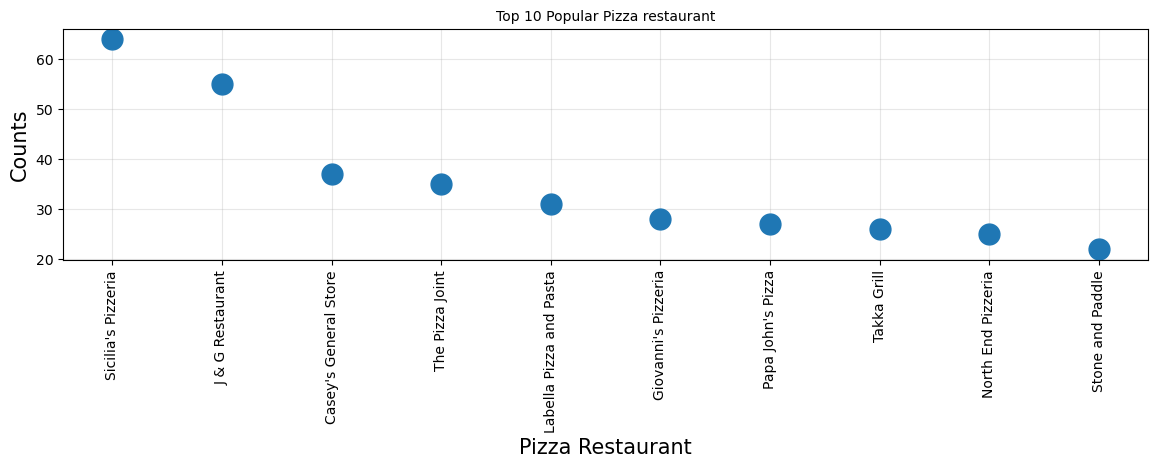 Top 10 Popular Pizza restaurant
Counts
60
50
40
30
20
Sicilia's Pizzeria
J & G Restaurant
Casey's General Store
The Pizza Joint
Labella Pizza and Pasta
Giovanni's Pizzeria
Papa John's Pizza
Takka Grill
North End Pizzeria
Stone and Paddle
Pizza Restaurant